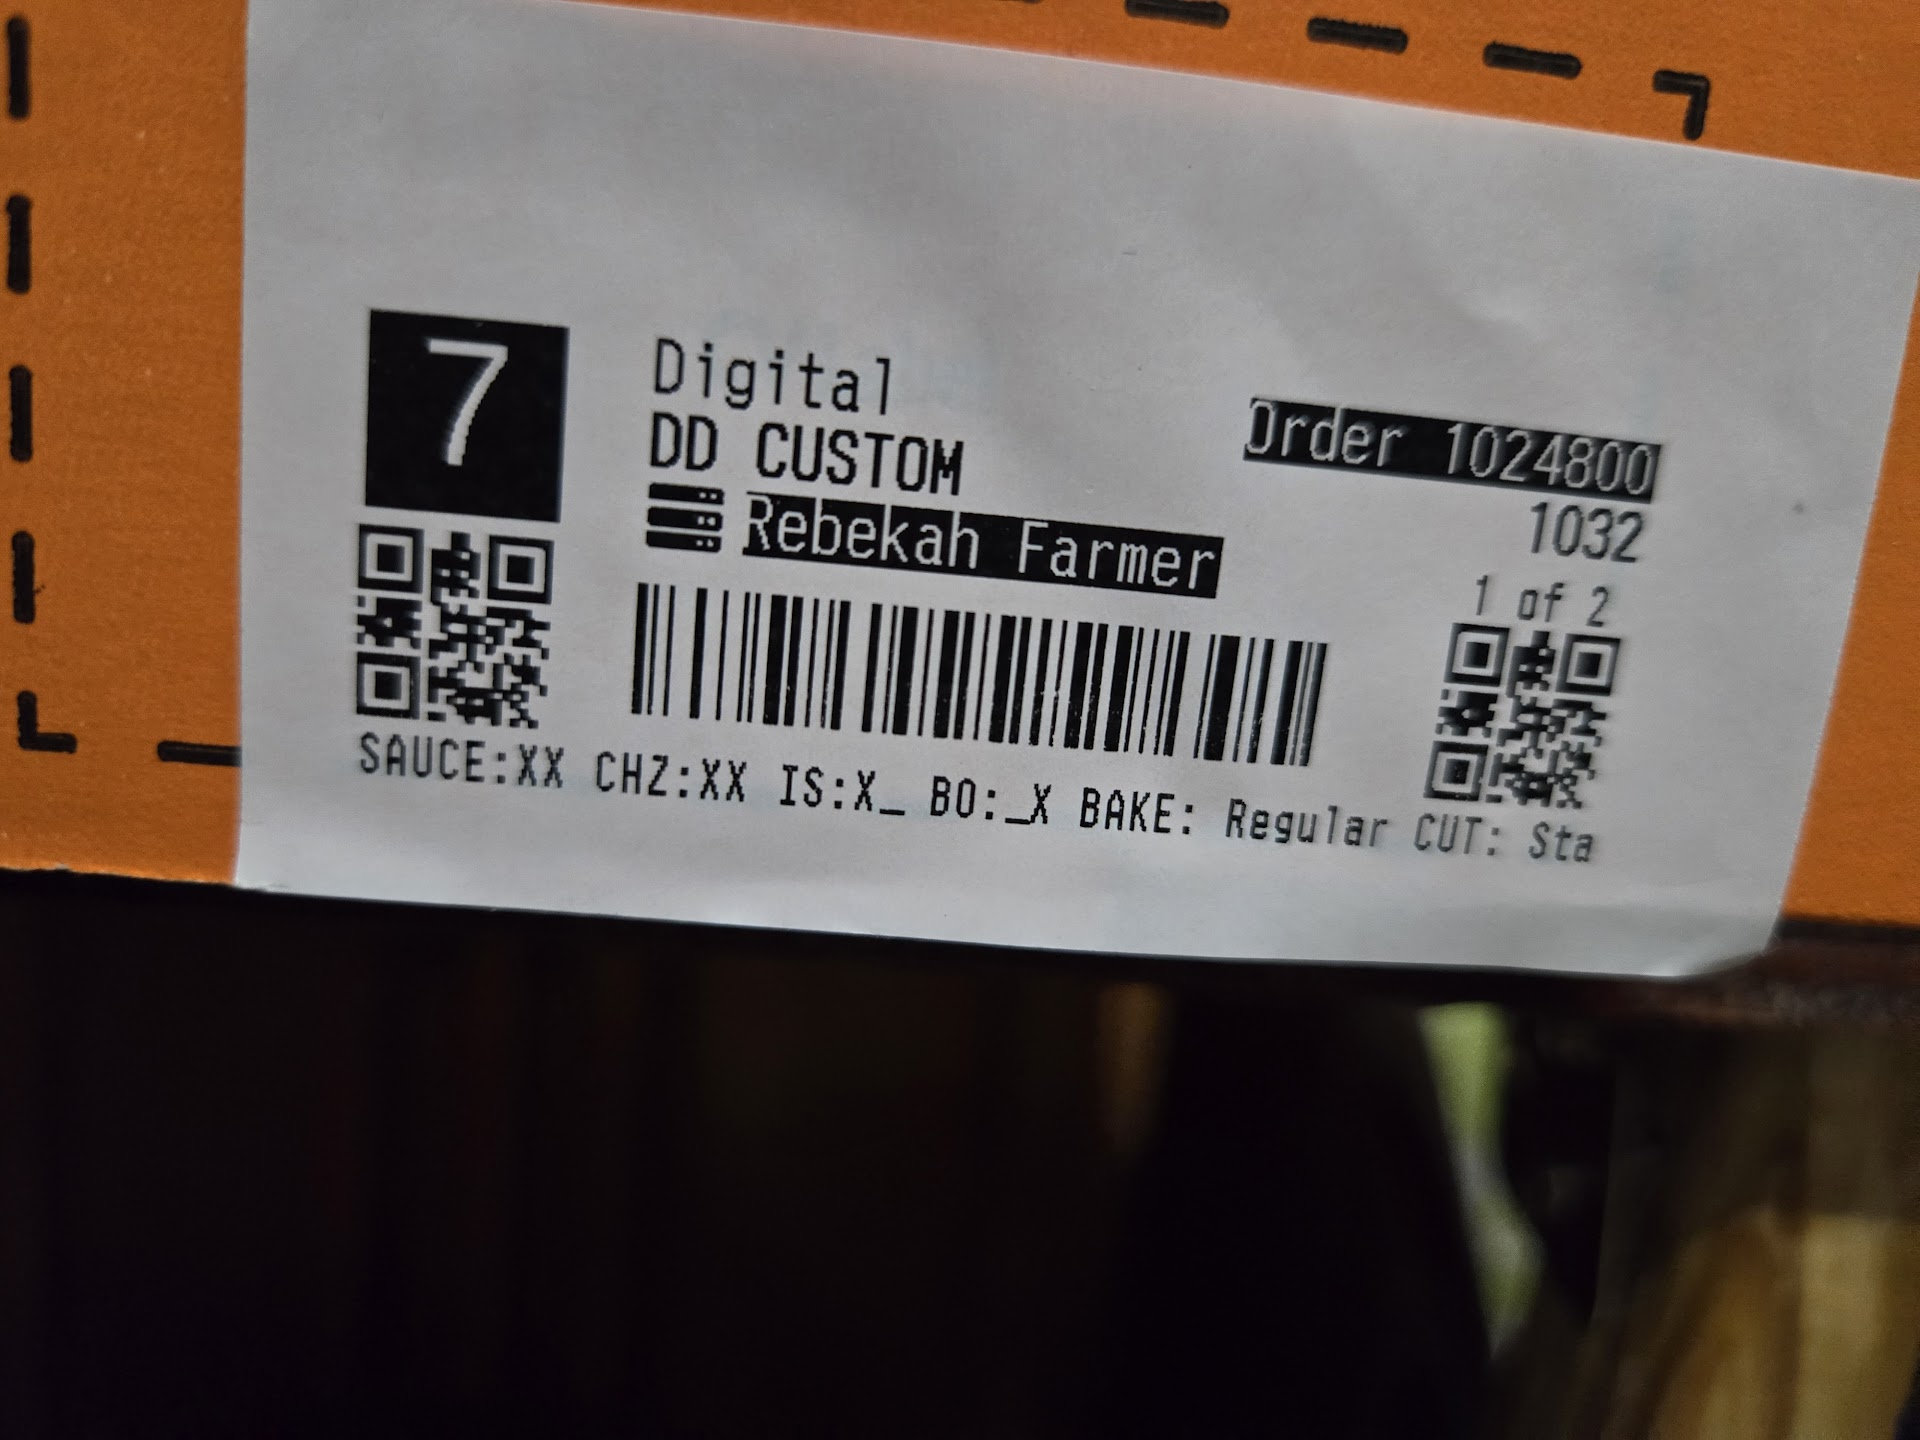 7
Digital
DD CUSTOM
Rebekah Farmer
Order 1024800
1032
1 of 2
SAUCE:XX CHZ:XX IS:X_ BO:_X BAKE: Regular CUT: Sta